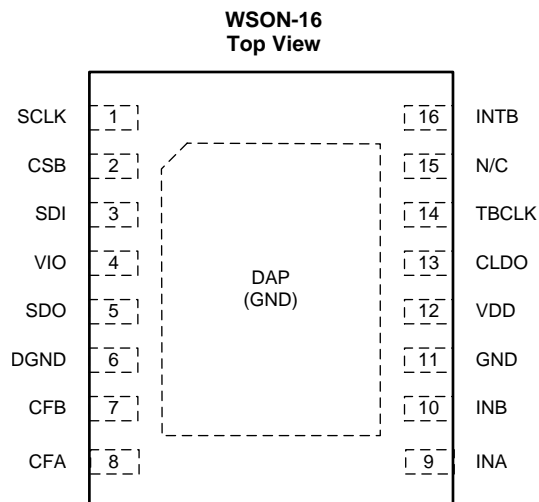 WSON-16
Top View
SCLK 1
CSB 2
SDI 3
VIO 4
SDO 5
DGND 6
CFB 7
CFA 8
DAP
(GND)
16 INTB
15 N/C
14 TBCLK
13 CLDO
12 VDD
11 GND
10 INB
9 INA